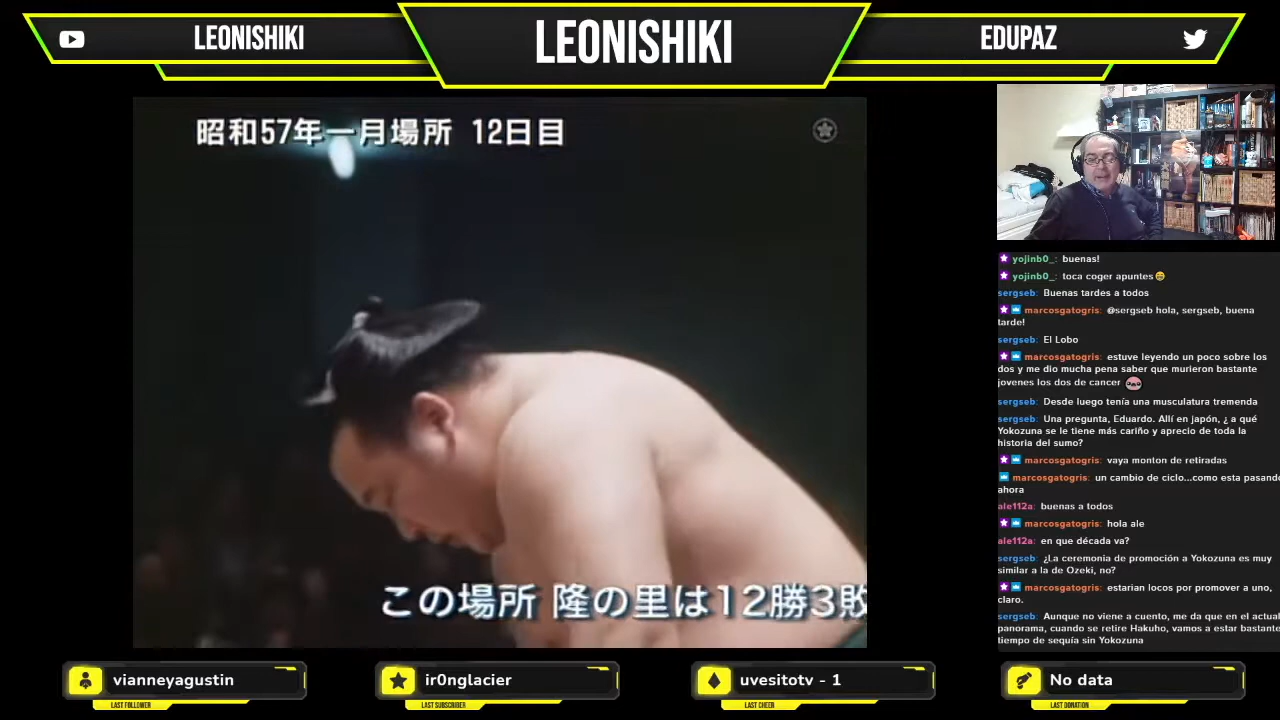 LEONISHIKI
LEONISHIKI
EDUPAZ
昭和57年一月場所 12日目
この場所 隆の里は12勝3敗
yojinb0_: buenas!
yojinb0_: toca coger apuntes😄
sergseb: Buenas tardes a todos
marcosgatogris: @sergseb hola, sergseb, buena
tarde!
sergseb: El Lobo
marcosgatogris: estuve leyendo un poco sobre los
dos y me dio mucha pena saber que murieron bastante
jovenes los dos de cancer
sergseb: Desde luego tenía una musculatura tremenda
sergseb: Una pregunta, Eduardo. Allí en japón, ¿ a qué
Yokozuna se le tiene más cariño y aprecio de toda la
historia del sumo?
marcosgatogris: vaya monton de retiradas
marcosgatogris: un cambio de ciclo...como esta pasando
ahora
ale112a: buenas a todos
marcosgatogris: hola ale
ale112a: en que década va?
sergseb: ¿La ceremonia de promoción a Yokozuna es muy
similar a la de Ozeki, no?
marcosgatogris: estarian locos por promover a uno,
claro.
sergseb: Aunque no viene a cuento, me da que en el actual
panorama, cuando se retire Hakuho, vamos a estar bastante
tiempo de sequía sin Yokozuna
vianneyagustin
LAST FOLLOWER
ir0nglacier
LAST SUBSCRIBER
uvesitotv - 1
LAST CHEER
No data
LAST DONATION